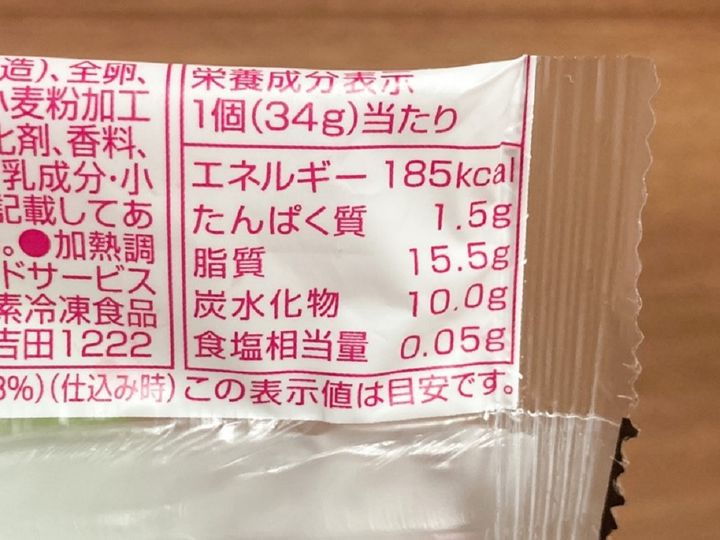 造)、全卵、
小麦粉加工
化剤、香料、
乳成分・小
記載してあ
。●加熱調
ドサービス
素冷凍食品
吉田1222
8%)(仕込み時)この表示値は目安です。
栄養成分表示
1個(34g)当たり
エネルギー 185kcal
たんぱく質 1.5g
脂質 15.5g
炭水化物 10.0g
食塩相当量 0.05g